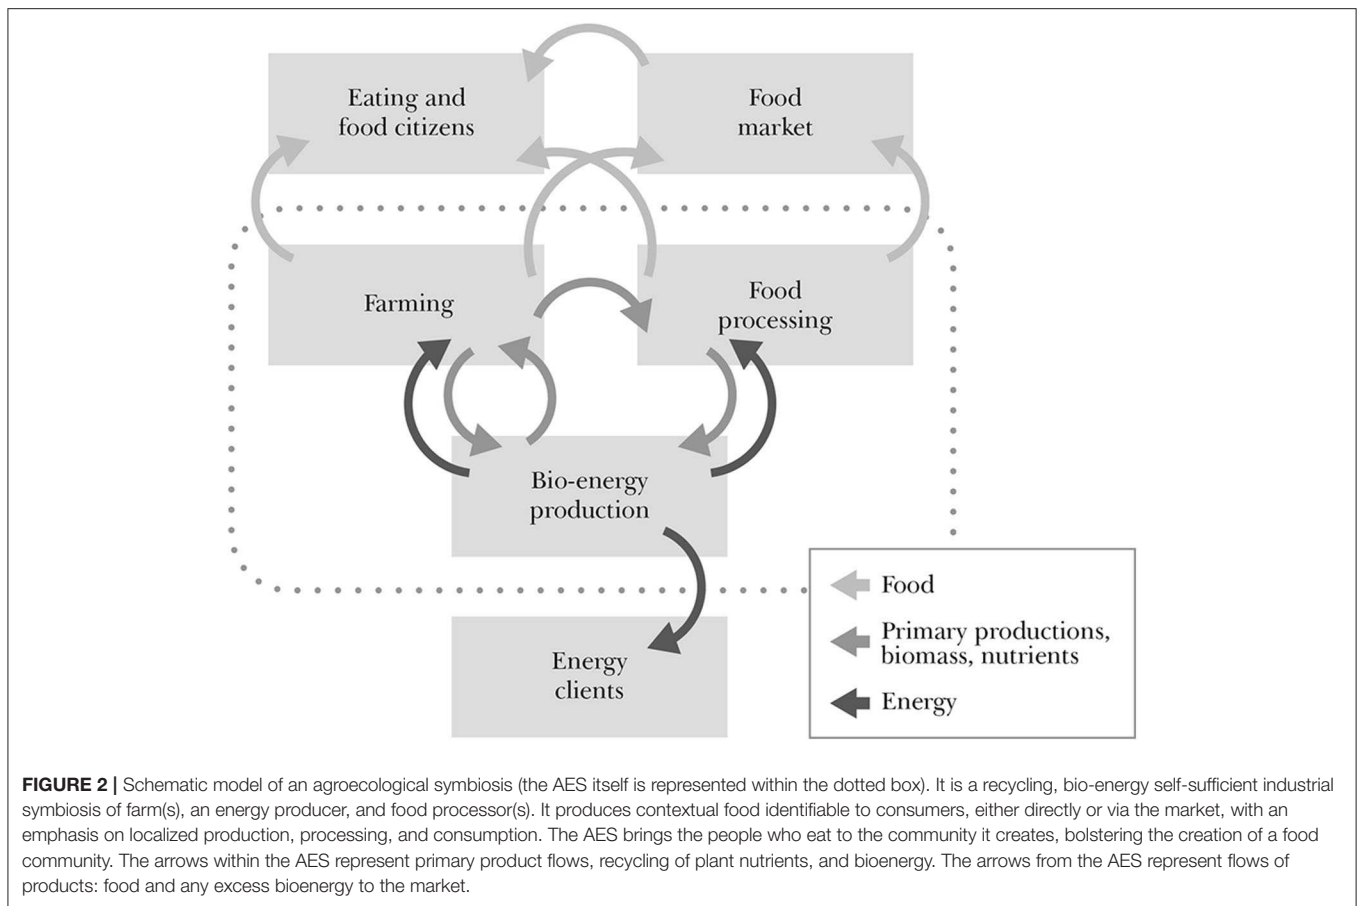 Eating and
food citizens
Food
market
Farming
Food
processing
Bio-energy
production
Energy
clients
Food
Primary productions,
biomass, nutrients
Energy
FIGURE 2 | Schematic model of an agroecological symbiosis (the AES itself is represented within the dotted box). It is a recycling, bio-energy self-sufficient industrial
symbiosis of farm(s), an energy producer, and food processor(s). It produces contextual food identifiable to consumers, either directly or via the market, with an
emphasis on localized production, processing, and consumption. The AES brings the people who eat to the community it creates, bolstering the creation of a food
community. The arrows within the AES represent primary product flows, recycling of plant nutrients, and bioenergy. The arrows from the AES represent flows of
products: food and any excess bioenergy to the market.